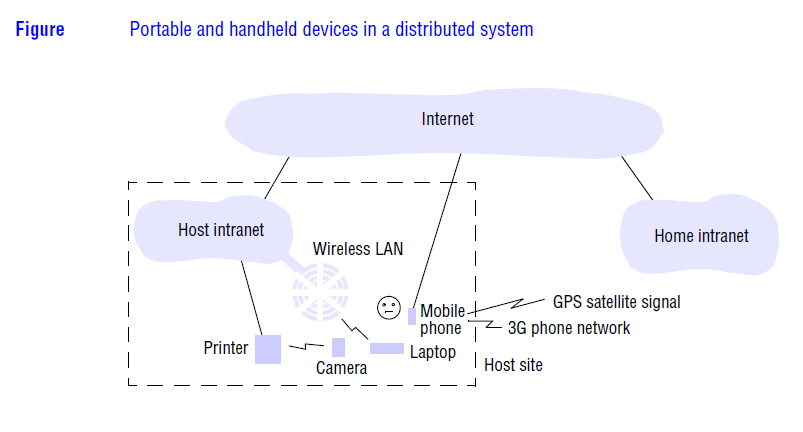 Figure Portable and handheld devices in a distributed system
Internet
Host intranet
Wireless LAN
Home intranet
Mobile
phone
GPS satellite signal
3G phone network
Printer
Camera
Laptop
Host site